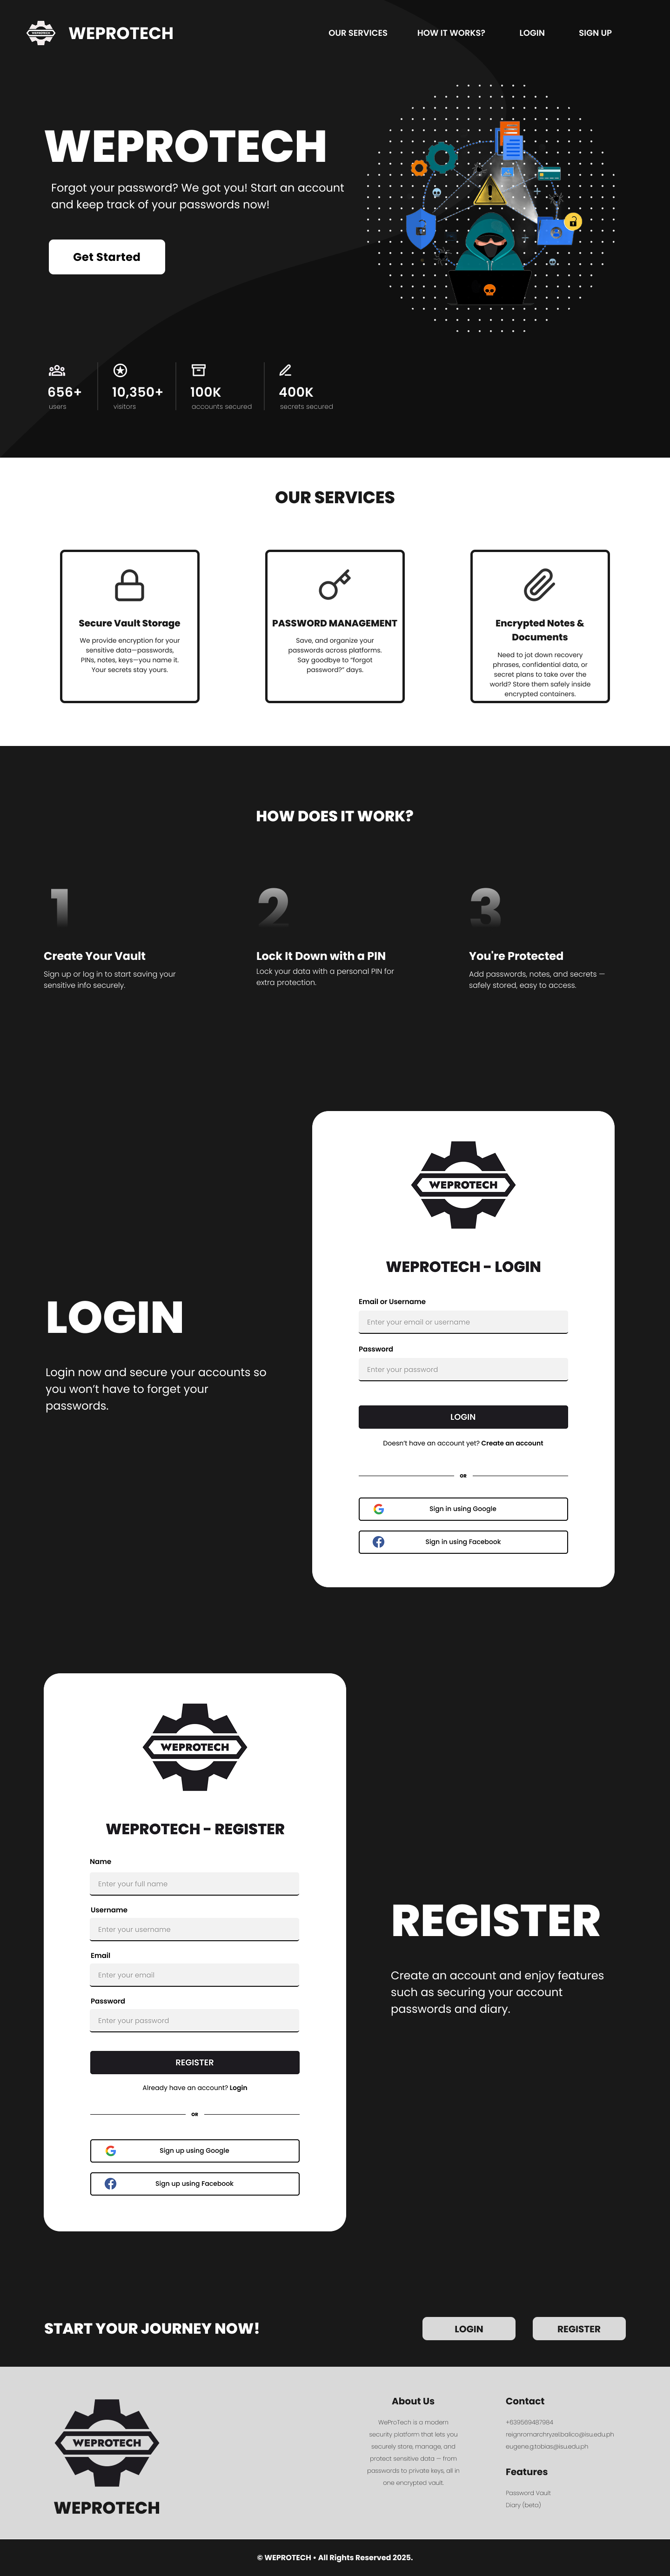 WEPROTECH
WEPROTECH
OUR SERVICES
HOW IT WORKS?
LOGIN
SIGN UP
WEPROTECH
Forgot your password? We got you! Start an account
and keep track of your passwords now!
Get Started
656+
users
10,350+
visitors
100K
accounts secured
400K
secrets secured
OUR SERVICES
Secure Vault Storage
We provide encryption for your
sensitive data—passwords,
PINs, notes, keys—you name it.
Your secrets stay yours.
PASSWORD MANAGEMENT
Save, and organize your
passwords across platforms.
Say goodbye to “forgot
password?” days.
Encrypted Notes &
Documents
Need to jot down recovery
phrases, confidential data, or
secret plans to take over the
world? Store them safely inside
encrypted containers.
HOW DOES IT WORK?
1
Create Your Vault
Sign up or log in to start saving your
sensitive info securely.
2
Lock It Down with a PIN
Lock your data with a personal PIN for
extra protection.
3
You're Protected
Add passwords, notes, and secrets —
safely stored, easy to access.
LOGIN
Login now and secure your accounts so
you won’t have to forget your
passwords.
WEPROTECH
WEPROTECH - LOGIN
Email or Username
Enter your email or username
Password
Enter your password
LOGIN
Doesn’t have an account yet? Create an account
OR
Sign in using Google
Sign in using Facebook
WEPROTECH
WEPROTECH - REGISTER
Name
Enter your full name
Username
Enter your username
Email
Enter your email
Password
Enter your password
REGISTER
Already have an account? Login
OR
Sign up using Google
Sign up using Facebook
REGISTER
Create an account and enjoy features
such as securing your account
passwords and diary.
START YOUR JOURNEY NOW!
LOGIN
REGISTER
WEPROTECH
WEPROTECH
About Us
WeProTech is a modern
security platform that lets you
securely store, manage, and
protect sensitive data — from
passwords to private keys, all in
one encrypted vault.
Contact
+639569487984
reignromarchryzel.balico@isu.edu.ph
eugene.g.tobias@isu.edu.ph
Features
Password Vault
Diary (beta)
© WEPROTECH • All Rights Reserved 2025.